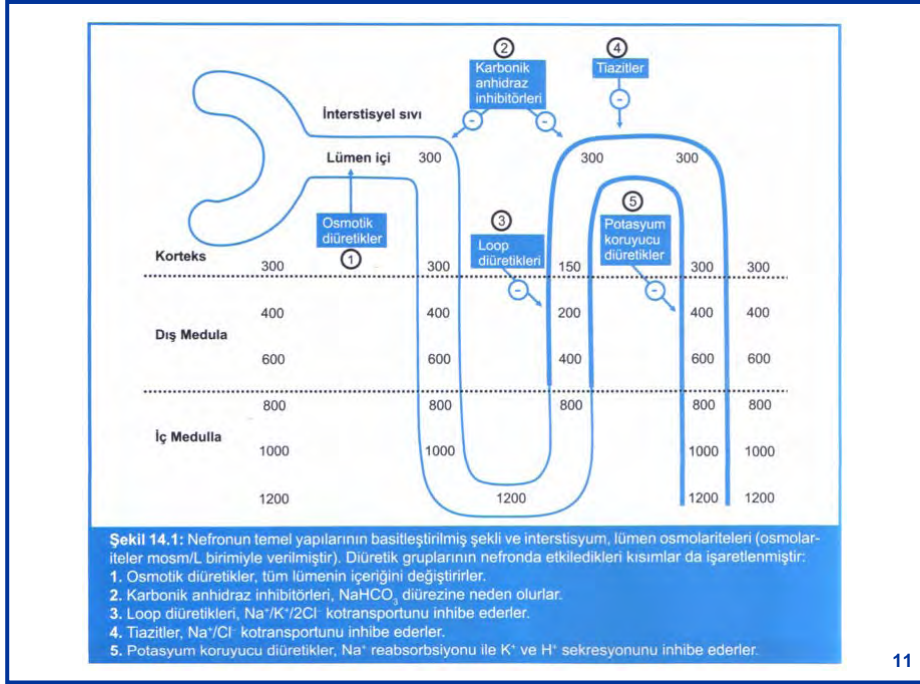 ②
④
Karbonik
anhidraz
inhibitörleri
Tiazitler
-
-
-
İnterstisyel sıvı
Lümen içi
300
300
300
Osmotik
diüretikler
①
③
Loop
diüretikleri
-
⑤
Potasyum
koruyucu
diüretikler
-
Korteks
300 300 150 300 300
400 400 200 400 400
Dış Medula
600 600 400 600 600
800 800 800 800 800
İç Medulla
1000 1000 1000 1000
1200 1200 1200 1200
Şekil 14.1: Nefronun temel yapılarının basitleştirilmiş şekli ve interstisyum, lümen osmolariteleri (osmolar-
iteler mosm/L birimiyle verilmiştir). Diüretik gruplarının nefronda etkiledikleri kısımlar da işaretlenmiştir:
1. Osmotik diüretikler, tüm lümenin içeriğini değiştirirler.
2. Karbonik anhidraz inhibitörleri, NaHCO₃ diürezine neden olurlar.
3. Loop diüretikleri, Na⁺/K⁺/2Cl⁻ kotransportunu inhibe ederler.
4. Tiazitler, Na⁺/Cl⁻ kotransportunu inhibe ederler.
5. Potasyum koruyucu diüretikler, Na⁺ reabsorbsiyonu ile K⁺ ve H⁺ sekresyonunu inhibe ederler.
11